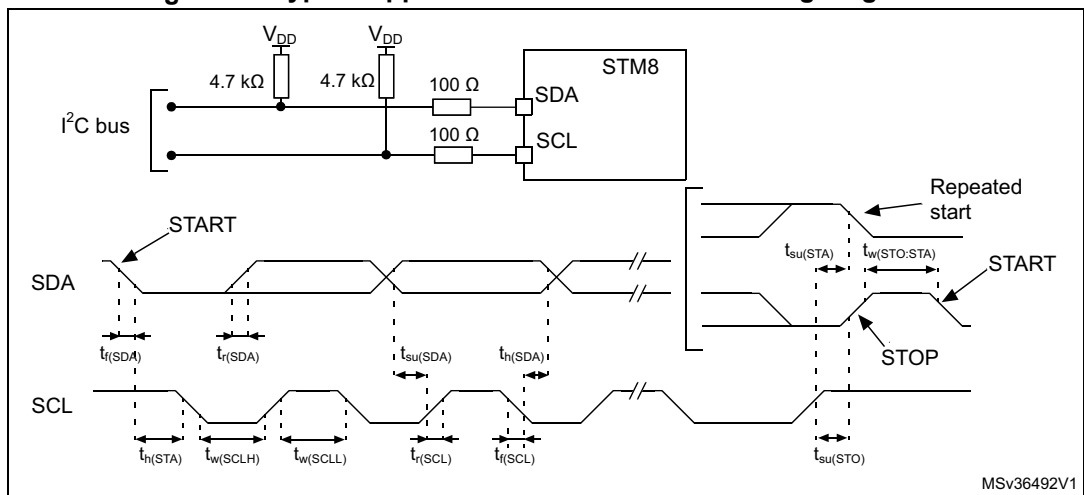 V_DD V_DD
STM8
4.7 kΩ 4.7 kΩ 100 Ω
SDA
I²C bus
100 Ω
SCL
Repeated
start
START
t_su(STA) t_w(STO:STA)
START
SDA
STOP
t_f(SDA) t_r(SDA) t_su(SDA) t_h(SDA)
SCL
t_h(STA) t_w(SCLH) t_w(SCLL) t_r(SCL) t_f(SCL) t_su(STO)
MSv36492V1